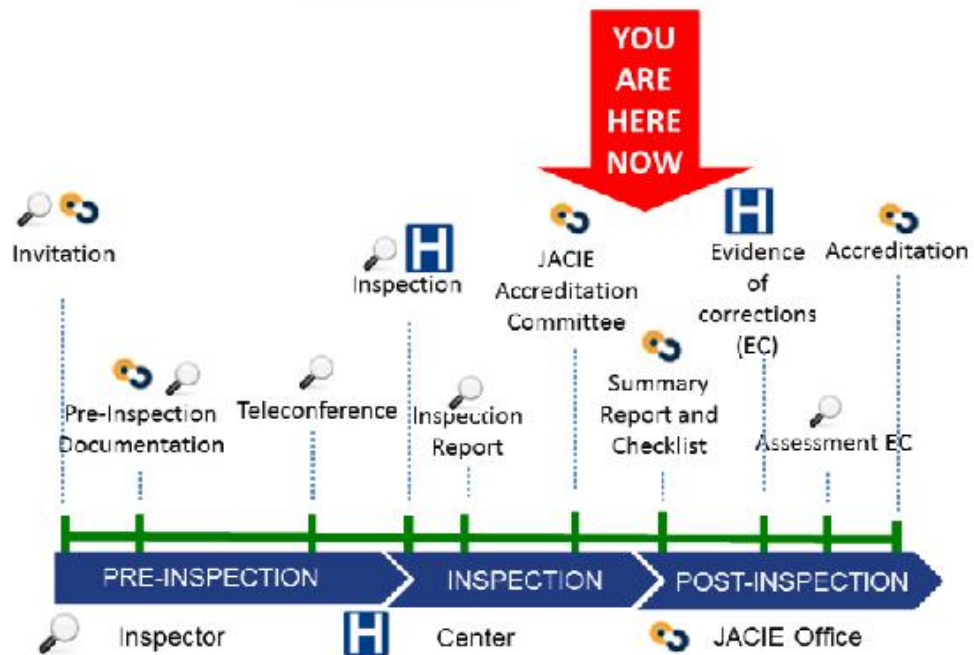 YOU
ARE
HERE
NOW
Invitation
Inspection
JACIE
Accreditation
Committee
Evidence
of
corrections
(EC)
Accreditation
Pre-Inspection
Documentation
Teleconference
Inspection
Report
Summary
Report and
Checklist
Assessment EC
PRE-INSPECTION
INSPECTION
POST-INSPECTION
Inspector
H Center
JACIE Office